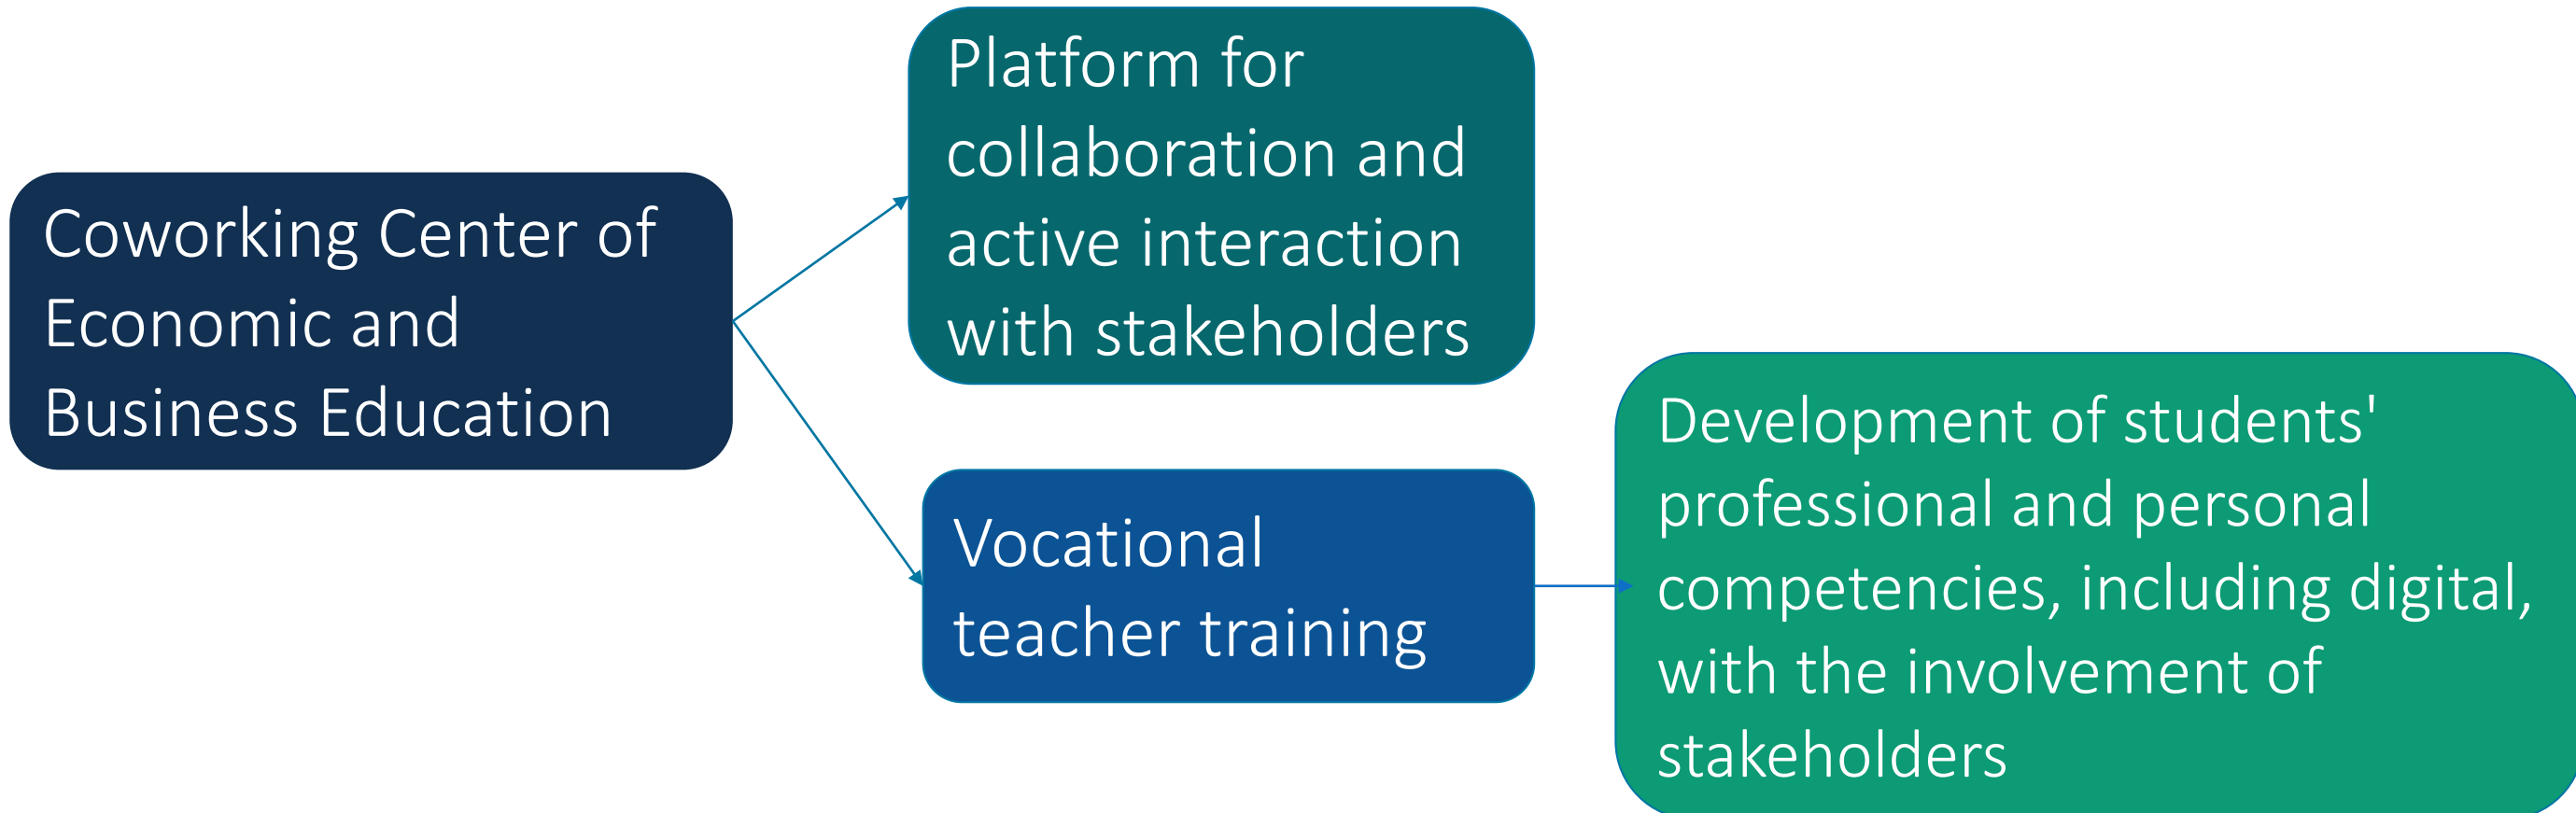 Coworking Center of
Economic and
Business Education
Platform for
collaboration and
active interaction
with stakeholders
Vocational
teacher training
Development of students'
professional and personal
competencies, including digital,
with the involvement of
stakeholders